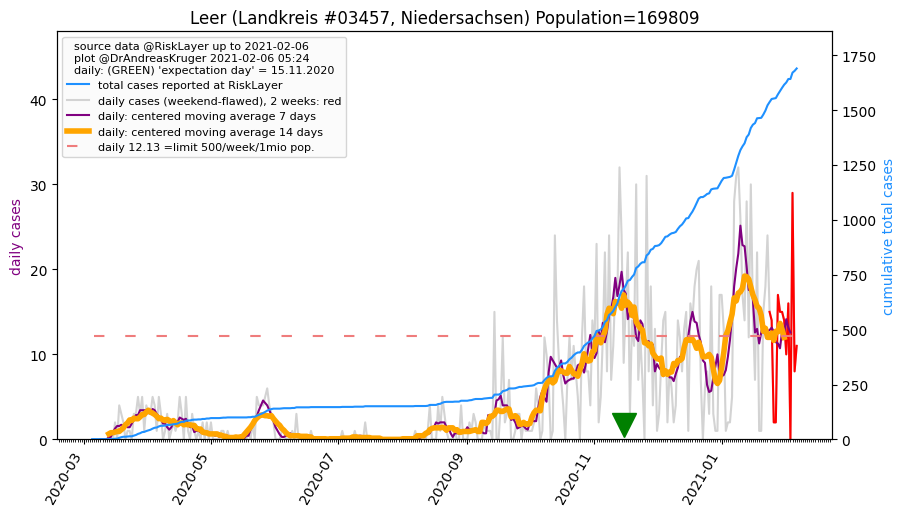 Leer (Landkreis #03457, Niedersachsen) Population=169809
source data @RiskLayer up to 2021-02-06
plot @DrAndreasKruger 2021-02-06 05:24
daily: (GREEN) 'expectation day' = 15.11.2020
total cases reported at RiskLayer
daily cases (weekend-flawed), 2 weeks: red
daily: centered moving average 7 days
daily: centered moving average 14 days
daily 12.13 =limit 500/week/1mio pop.
daily cases
40
30
20
10
0
cumulative total cases
1750
1500
1250
1000
750
500
250
0
2020-03
2020-05
2020-07
2020-09
2020-11
2021-01